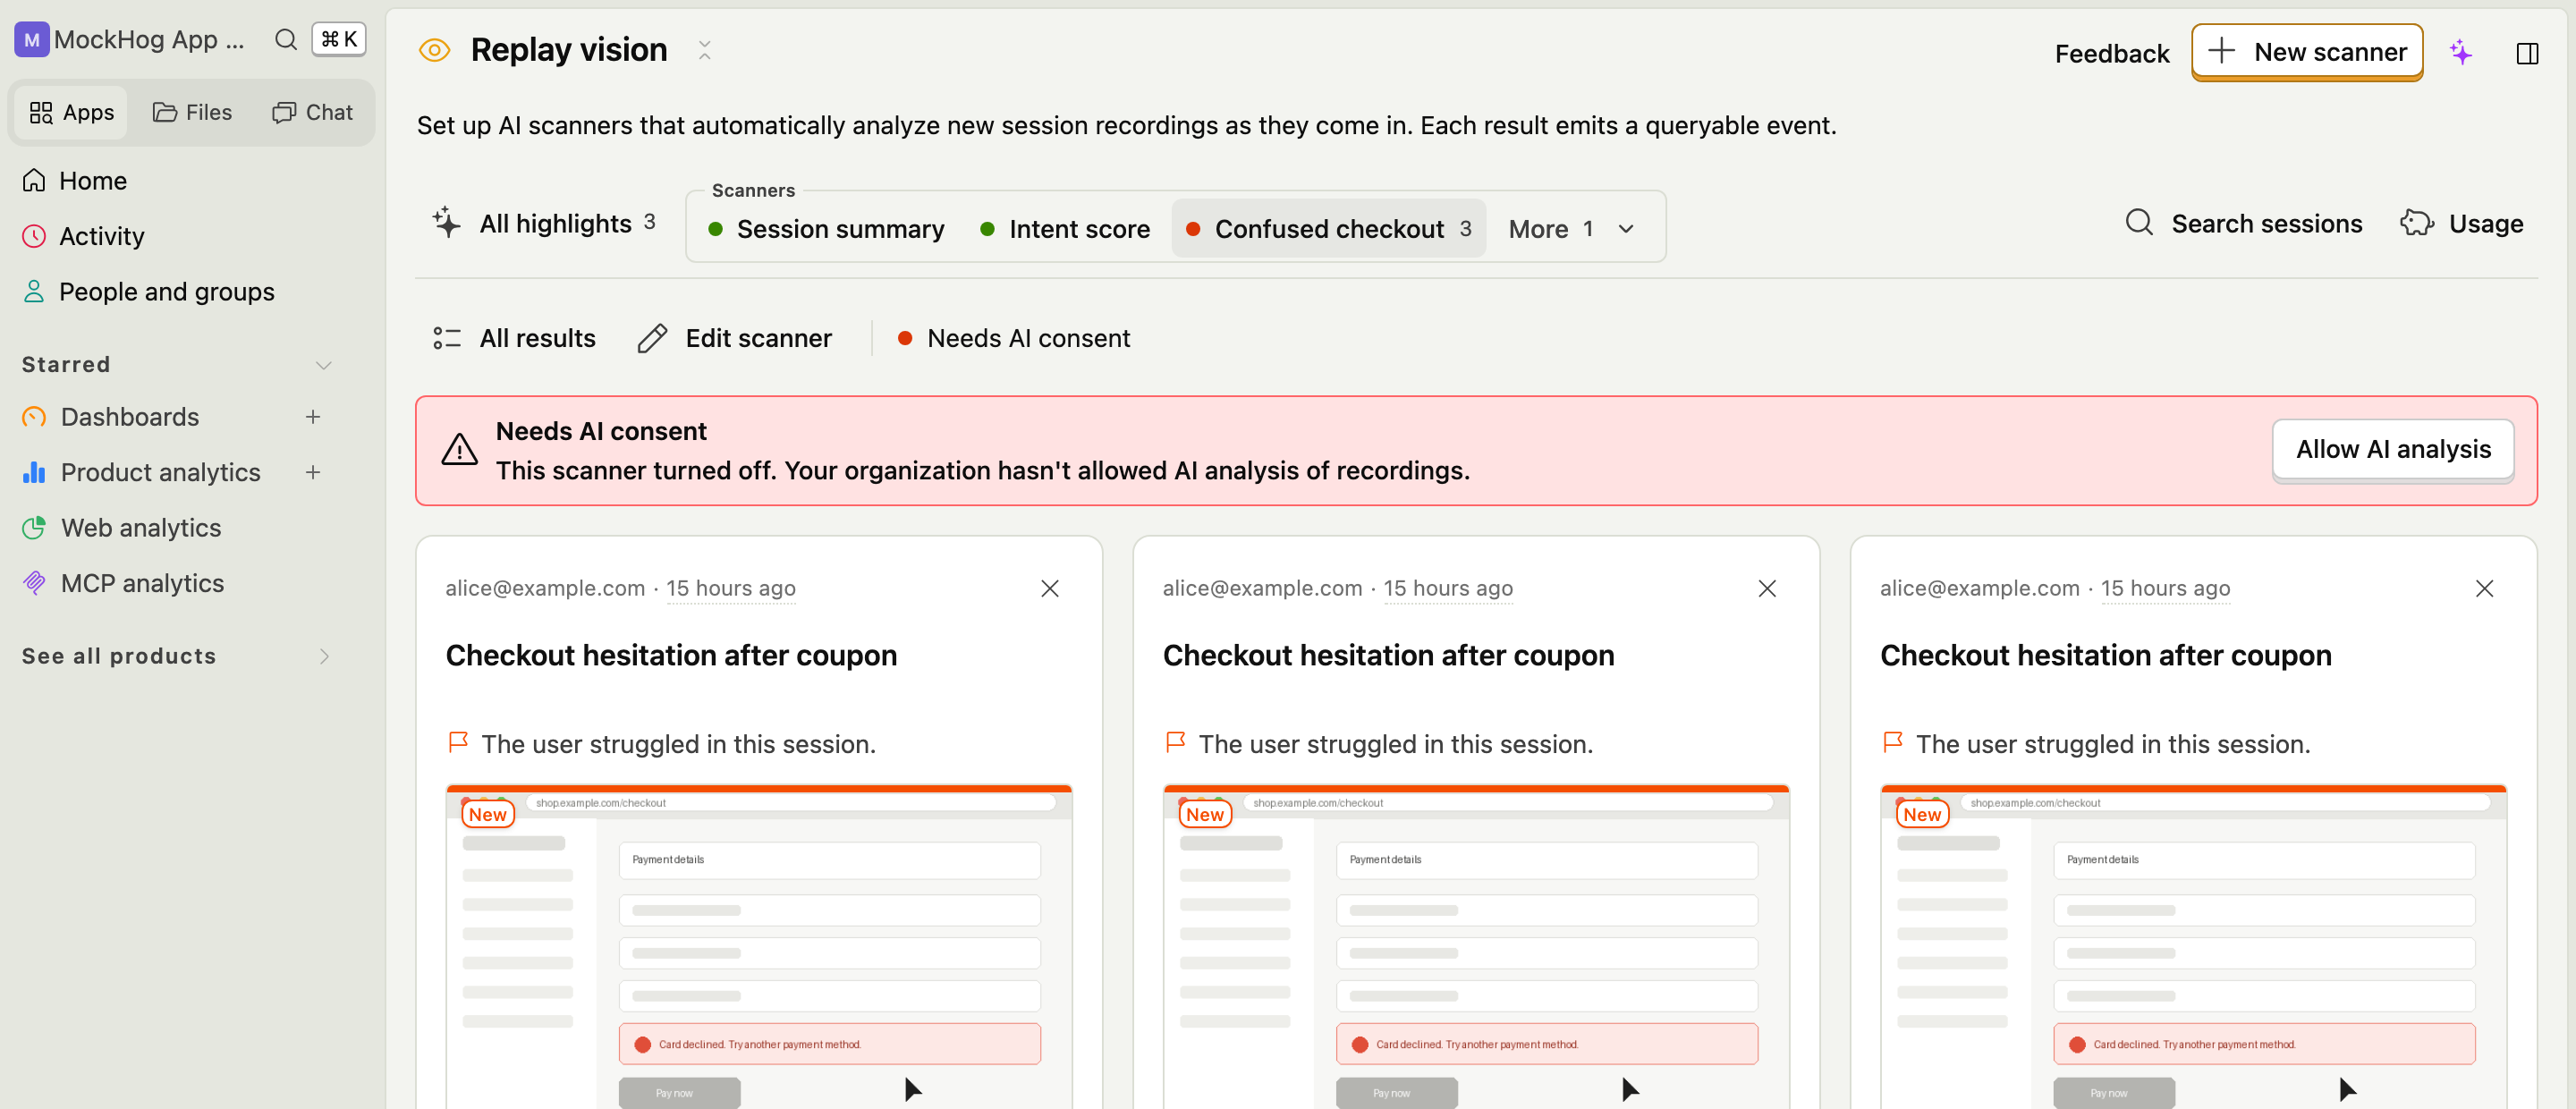 M MockHog App ... ⌘ K
Apps Files Chat
Home
Activity
People and groups
Starred
Dashboards
Product analytics
Web analytics
MCP analytics
See all products
Replay vision
Feedback
New scanner
Set up AI scanners that automatically analyze new session recordings as they come in. Each result emits a queryable event.
All highlights 3
Scanners
Session summary Intent score Confused checkout 3 More 1
Search sessions Usage
All results Edit scanner Needs AI consent
Needs AI consent
This scanner turned off. Your organization hasn't allowed AI analysis of recordings.
Allow AI analysis
alice@example.com · 15 hours ago
Checkout hesitation after coupon
The user struggled in this session.
New
shop.example.com/checkout
Payment details
Card declined. Try another payment method.
Pay now
alice@example.com · 15 hours ago
Checkout hesitation after coupon
The user struggled in this session.
New
shop.example.com/checkout
Payment details
Card declined. Try another payment method.
Pay now
alice@example.com · 15 hours ago
Checkout hesitation after coupon
The user struggled in this session.
New
shop.example.com/checkout
Payment details
Card declined. Try another payment method.
Pay now